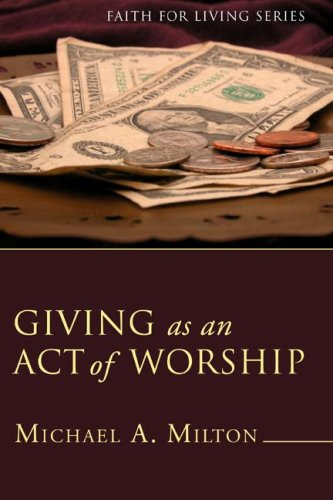 FAITH FOR LIVING SERIES
GIVING as an
ACT of WORSHIP
MICHAEL A. MILTON